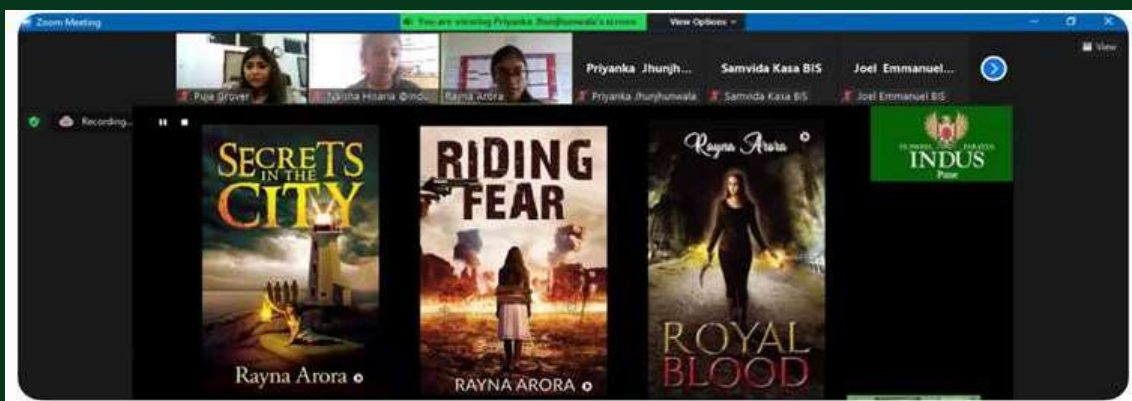 Zoom Meeting
You are viewing Priyanka Jhunjhunwala's screen
View Options
View
Priyanka Jhunjh...
Samvida Kasa BIS
Joel Emmanuel...
Puja Grover
Rayna Arora
Priyanka Jhunjhunwala
Samvida Kasa BIS
Joel Emmanuel BIS
Recording...
SECRETS
IN THE
CITY
Rayna Arora
RIDING
FEAR
RAYNA ARORA
Rayna Arora
ROYAL
BLOOD
INDUS
Pune